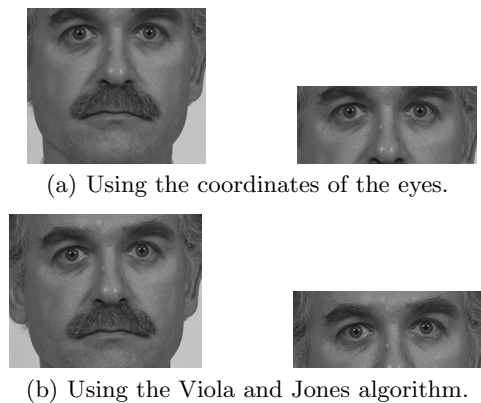 (a) Using the coordinates of the eyes.
(b) Using the Viola and Jones algorithm.